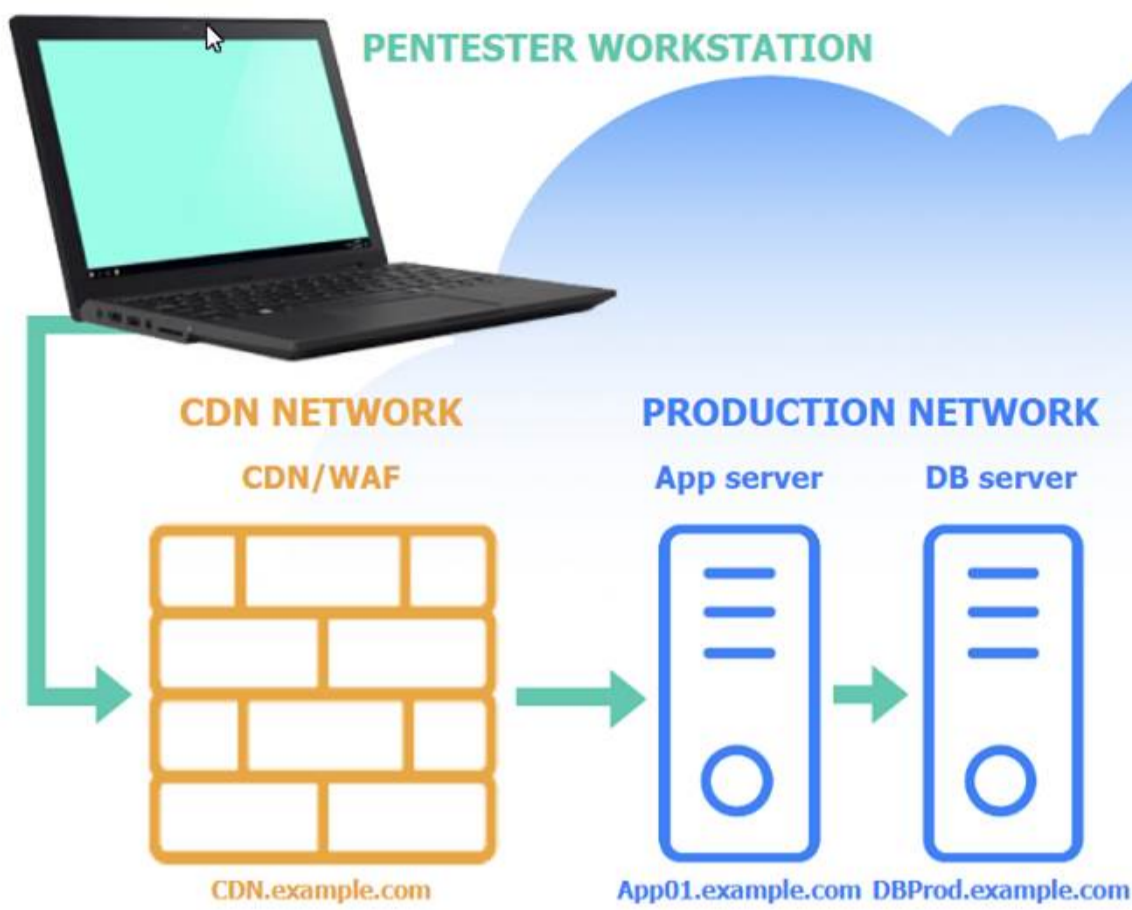 PENTESTER WORKSTATION
CDN NETWORK
CDN/WAF
CDN.example.com
PRODUCTION NETWORK
App server
DB server
App01.example.com
DBProd.example.com